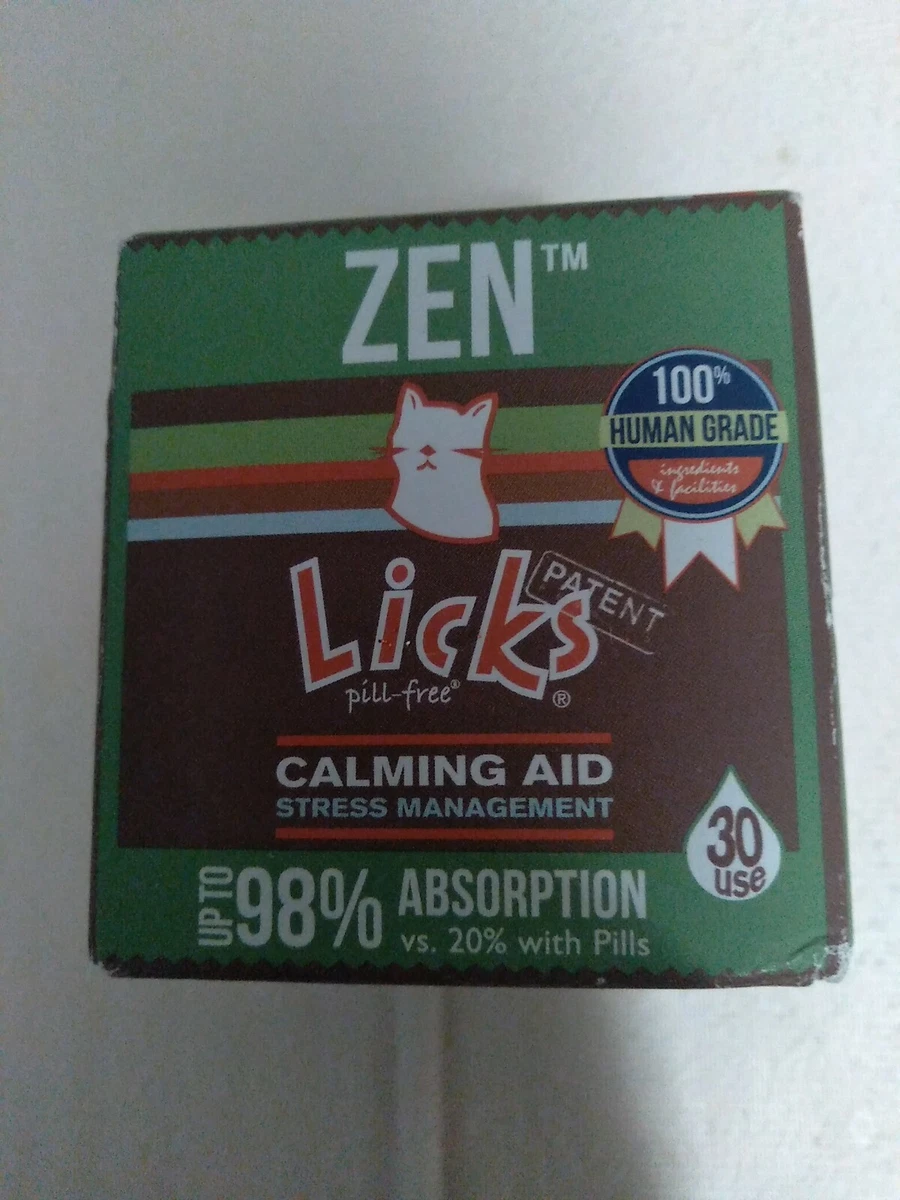 ZEN™
100%
HUMAN GRADE
ingredients
& facilities
Licks®
PATENT
pill-free®
CALMING AID
STRESS MANAGEMENT
30
use
UP TO 98% ABSORPTION
vs. 20% with Pills